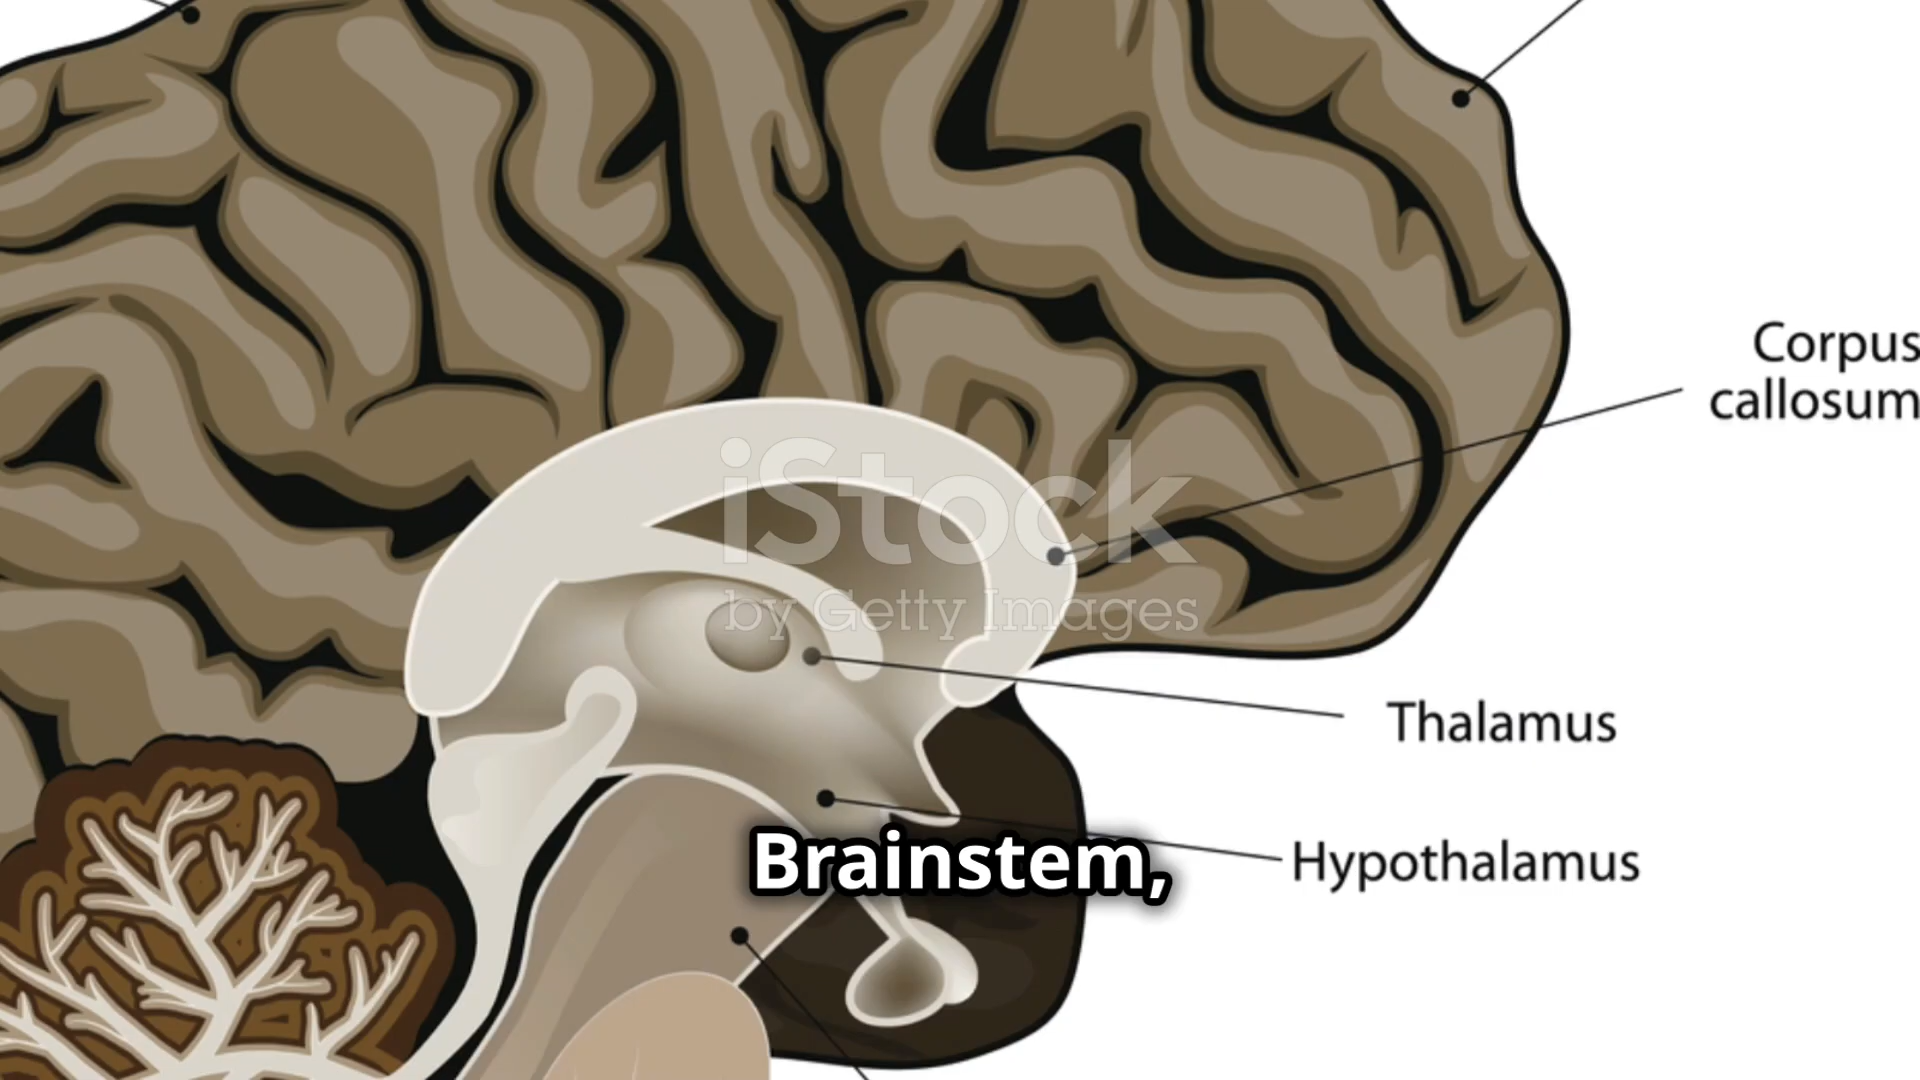 Corpus
callosum
iStock
by Getty Images
Thalamus
Brainstem,
Hypothalamus